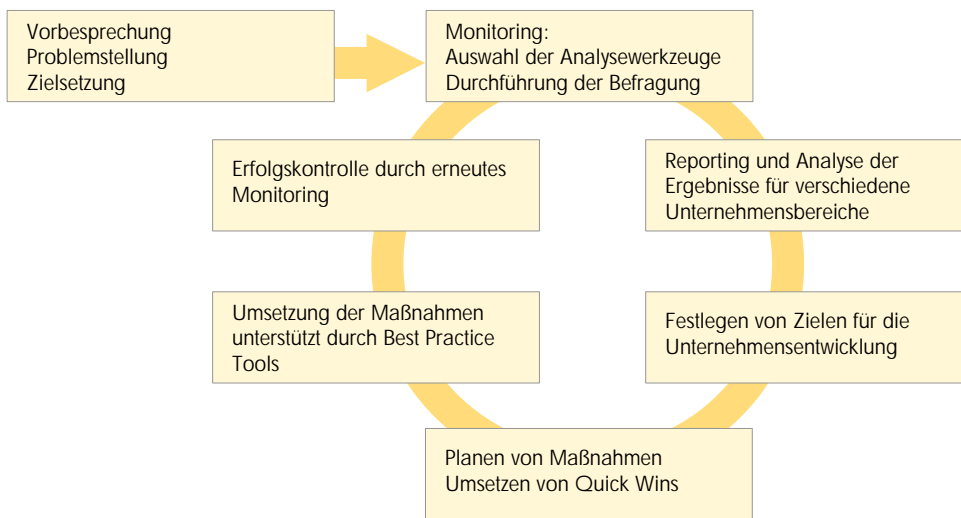 Vorbesprechung
Problemstellung
Zielsetzung
Monitoring:
Auswahl der Analysewerkzeuge
Durchführung der Befragung
Reporting und Analyse der
Ergebnisse für verschiedene
Unternehmensbereiche
Festlegen von Zielen für die
Unternehmensentwicklung
Planen von Maßnahmen
Umsetzen von Quick Wins
Umsetzung der Maßnahmen
unterstützt durch Best Practice
Tools
Erfolgskontrolle durch erneutes
Monitoring